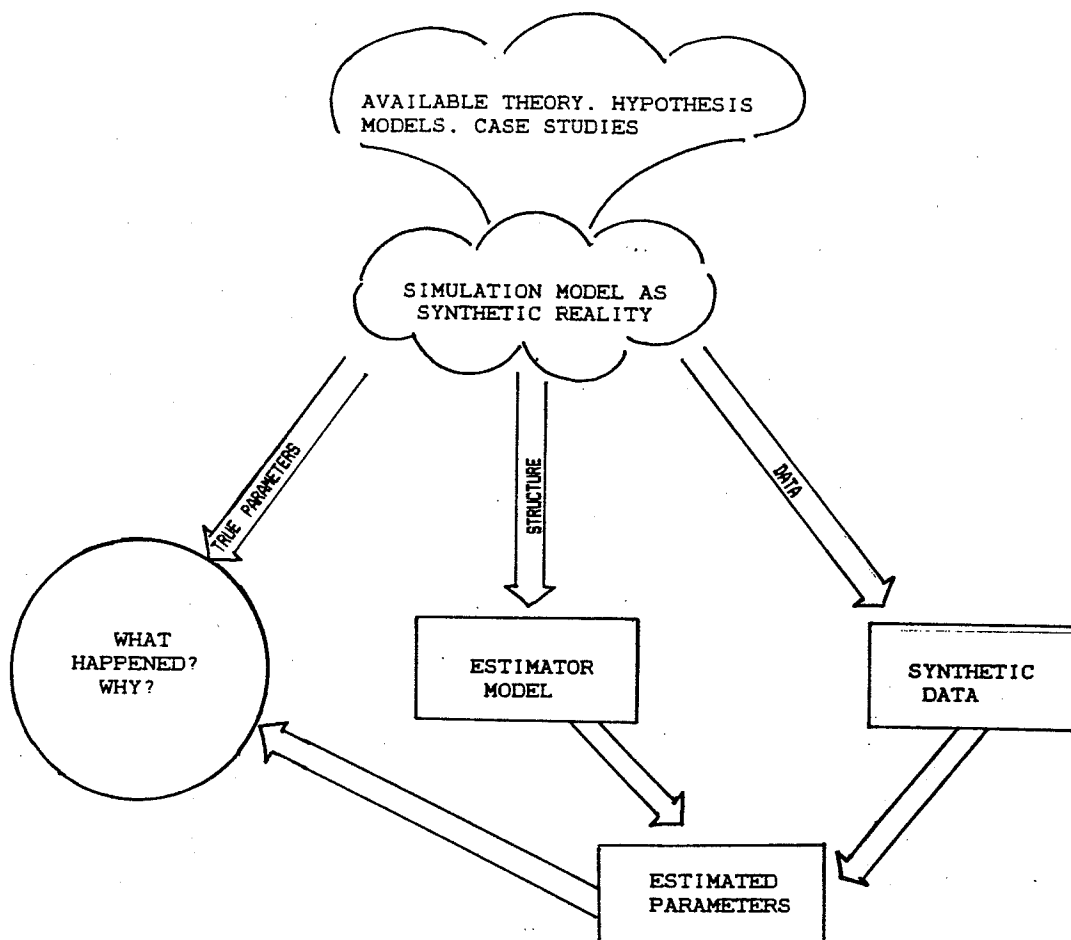 AVAILABLE THEORY. HYPOTHESIS
MODELS. CASE STUDIES
SIMULATION MODEL AS
SYNTHETIC REALITY
TRUE PARAMETERS
STRUCTURE
DATA
WHAT
HAPPENED?
WHY?
ESTIMATOR
MODEL
SYNTHETIC
DATA
ESTIMATED
PARAMETERS